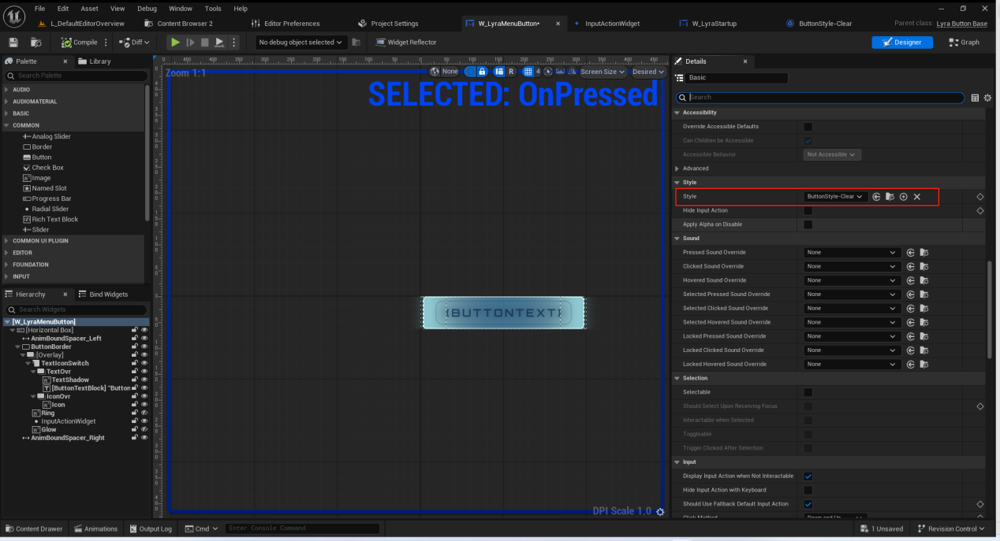 File Edit Asset View Debug Window Tools Help
L_DefaultEditorOverview Content Browser 2 Editor Preferences Project Settings W_LyraMenuButton• InputActionWidget W_LyraStartup ButtonStyle-Clear Parent class: Lyra Button Base
Compile Diff No debug object selected Widget Reflector Designer Graph
Palette Library
Search Palette
AUDIO
AUDIOMATERIAL
BASIC
COMMON
Analog Slider
Border
Button
Check Box
Image
Named Slot
Progress Bar
Radial Slider
Rich Text Block
Slider
COMMON UI PLUGIN
EDITOR
FOUNDATION
INPUT
Hierarchy Bind Widgets
Search Widgets
[W_LyraMenuButton]
[Horizontal Box]
AnimBoundSpacer_Left
ButtonBorder
[Overlay]
TextIconSwitch
TextOvr
TextShadow
[ButtonTextBlock] "Button
IconOvr
Icon
Ring
InputActionWidget
Glow
AnimBoundSpacer_Right
Zoom 1:1
None R 4 Screen Size Desired
SELECTED: OnPressed
{BUTTONTEXT}
DPI Scale 1.0
Details
Basic
Search
Accessibility
Override Accessible Defaults
Can Children be Accessible
Accessible Behavior Not Accessible
Advanced
Style
Style ButtonStyle-Clear
Hide Input Action
Apply Alpha on Disable
Sound
Pressed Sound Override None
Clicked Sound Override None
Hovered Sound Override None
Selected Pressed Sound Override None
Selected Clicked Sound Override None
Selected Hovered Sound Override None
Locked Pressed Sound Override None
Locked Clicked Sound Override None
Locked Hovered Sound Override None
Selection
Selectable
Should Select Upon Receiving Focus
Interactable when Selected
Toggleable
Trigger Clicked After Selection
Input
Display Input Action when Not Interactable
Hide Input Action with Keyboard
Should Use Fallback Default Input Action
Click Method Down and Up
Content Drawer Animations Output Log Cmd Enter Console Command 1 Unsaved Revision Control